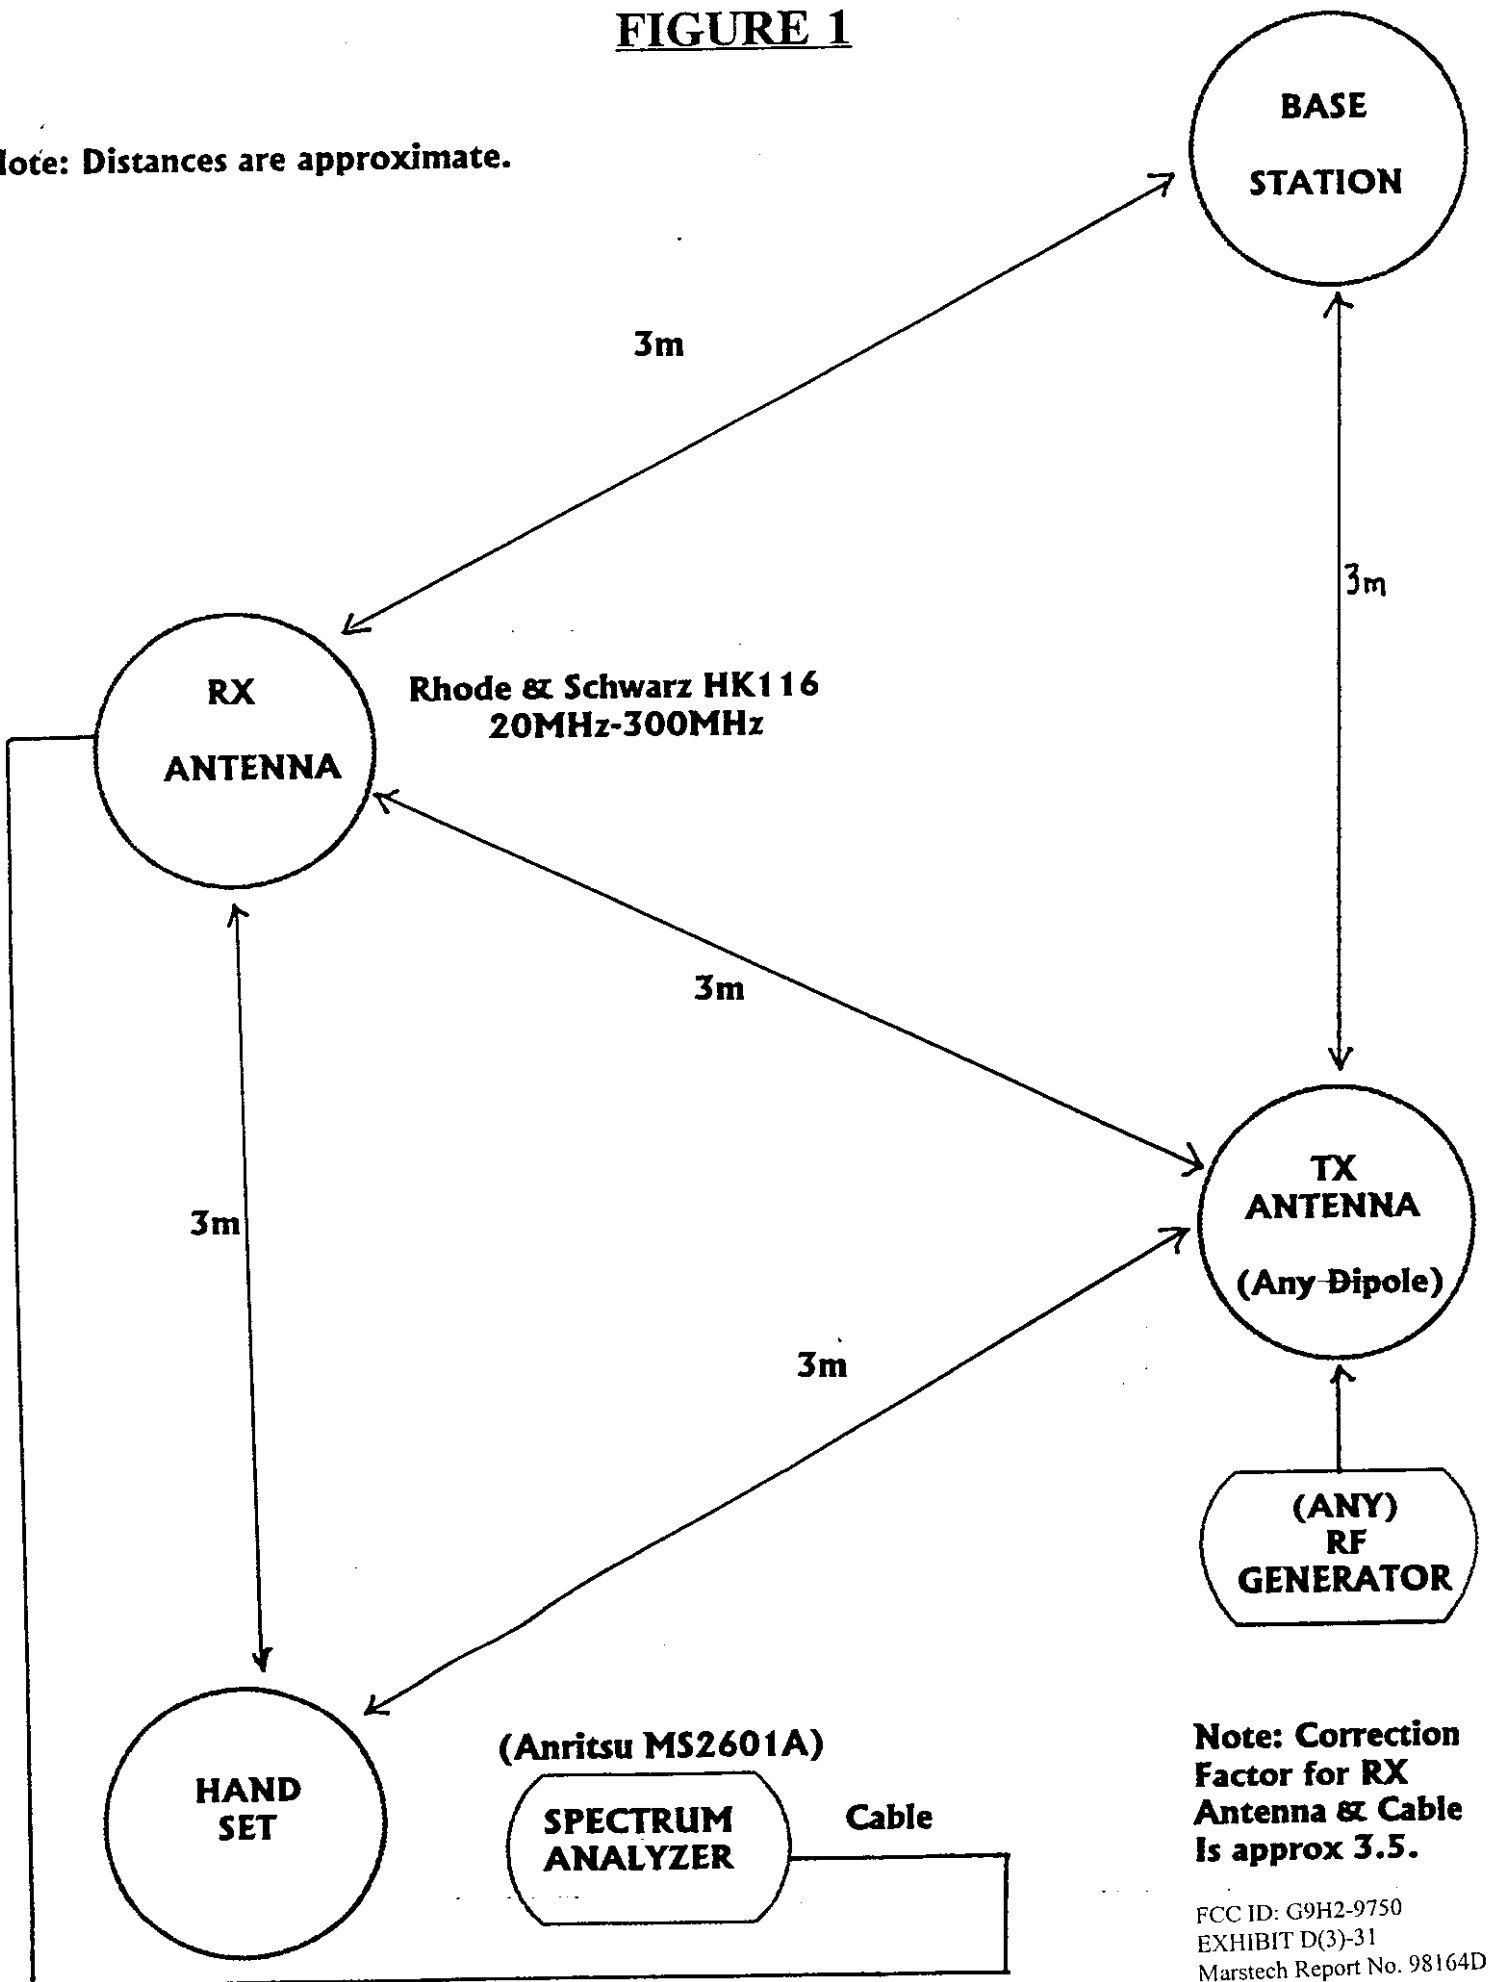 FIGURE 1
BASE
STATION
Note: Distances are approximate.
3m
3m
RX
ANTENNA
Rhode & Schwarz HK116
20MHz-300MHz
3m
3m
TX
ANTENNA
(Any Dipole)
3m
(ANY)
RF
GENERATOR
HAND
SET
(Anritsu MS2601A)
SPECTRUM
ANALYZER
Cable
Note: Correction
Factor for RX
Antenna & Cable
Is approx 3.5.
FCC ID: G9H2-9750
EXHIBIT D(3)-31
Marstech Report No. 98164D